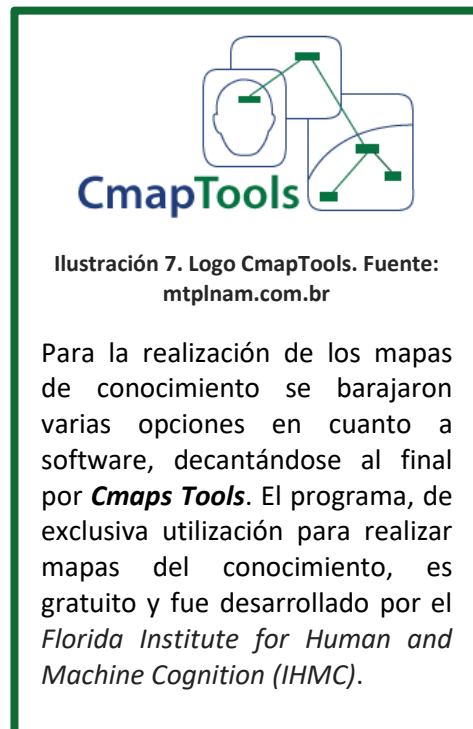 CmapTools
Ilustración 7. Logo CmapTools. Fuente:
mtplnam.com.br
Para la realización de los mapas
de conocimiento se barajaron
varias opciones en cuanto a
software, decantándose al final
por Cmaps Tools. El programa, de
exclusiva utilización para realizar
mapas del conocimiento, es
gratuito y fue desarrollado por el
Florida Institute for Human and
Machine Cognition (IHMC).